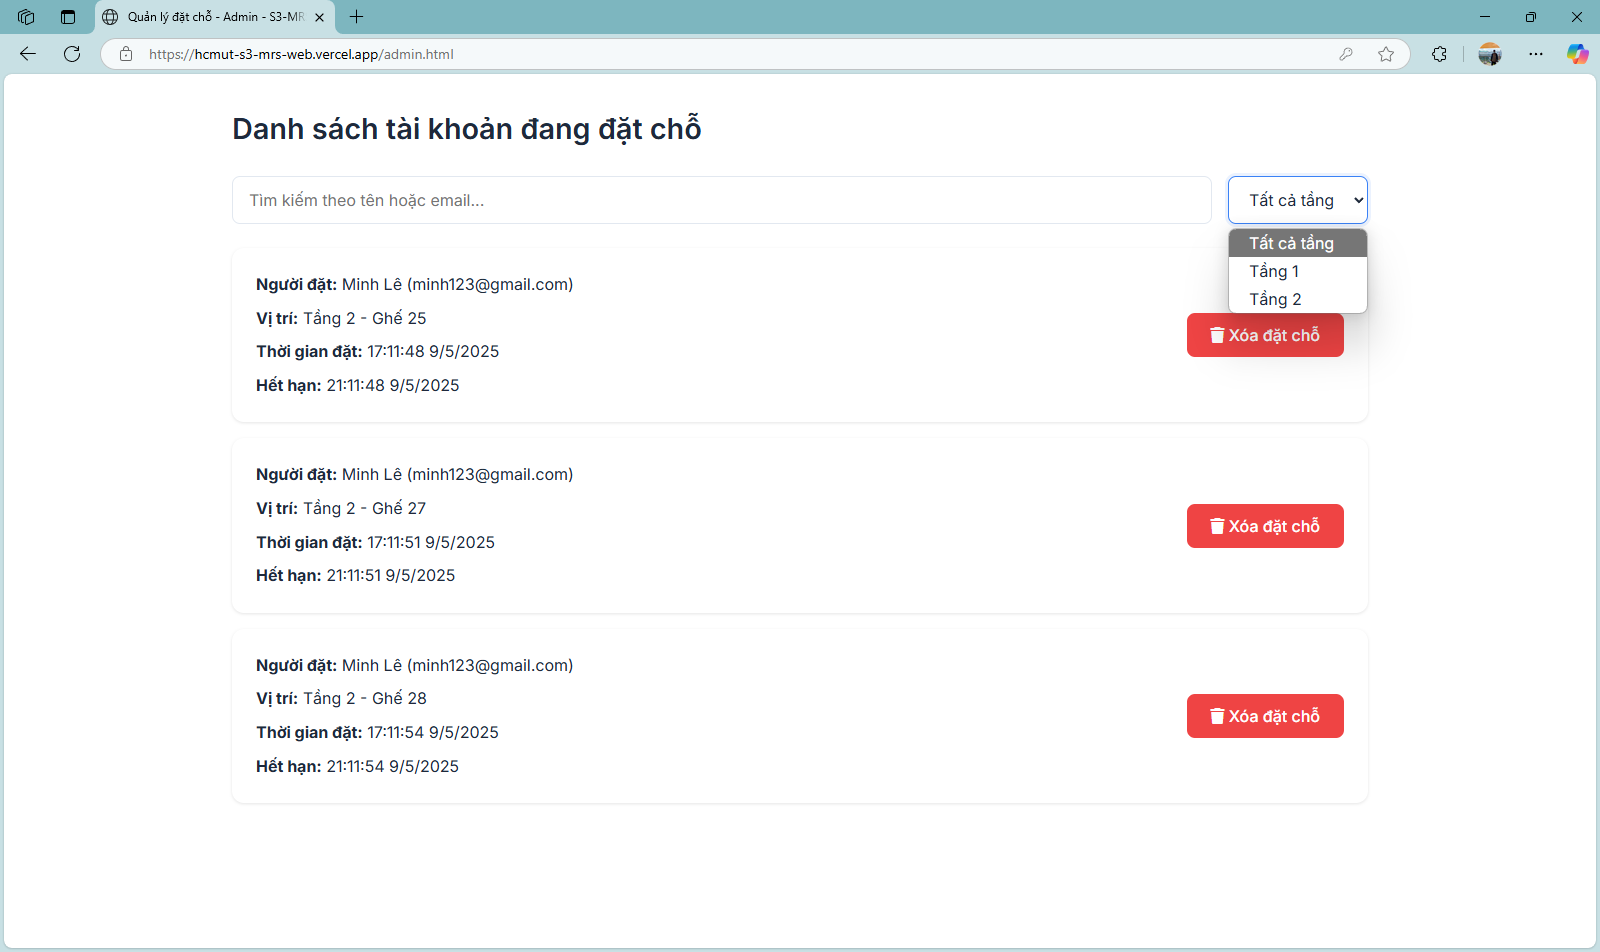 Quản lý đặt chỗ - Admin - S3-MR
https://hcmut-s3-mrs-web.vercel.app/admin.html
Danh sách tài khoản đang đặt chỗ
Tìm kiếm theo tên hoặc email...
Tất cả tầng
Tất cả tầng
Tầng 1
Tầng 2
Người đặt: Minh Lê (minh123@gmail.com)
Vị trí: Tầng 2 - Ghế 25
Thời gian đặt: 17:11:48 9/5/2025
Hết hạn: 21:11:48 9/5/2025
Xóa đặt chỗ
Người đặt: Minh Lê (minh123@gmail.com)
Vị trí: Tầng 2 - Ghế 27
Thời gian đặt: 17:11:51 9/5/2025
Hết hạn: 21:11:51 9/5/2025
Xóa đặt chỗ
Người đặt: Minh Lê (minh123@gmail.com)
Vị trí: Tầng 2 - Ghế 28
Thời gian đặt: 17:11:54 9/5/2025
Hết hạn: 21:11:54 9/5/2025
Xóa đặt chỗ